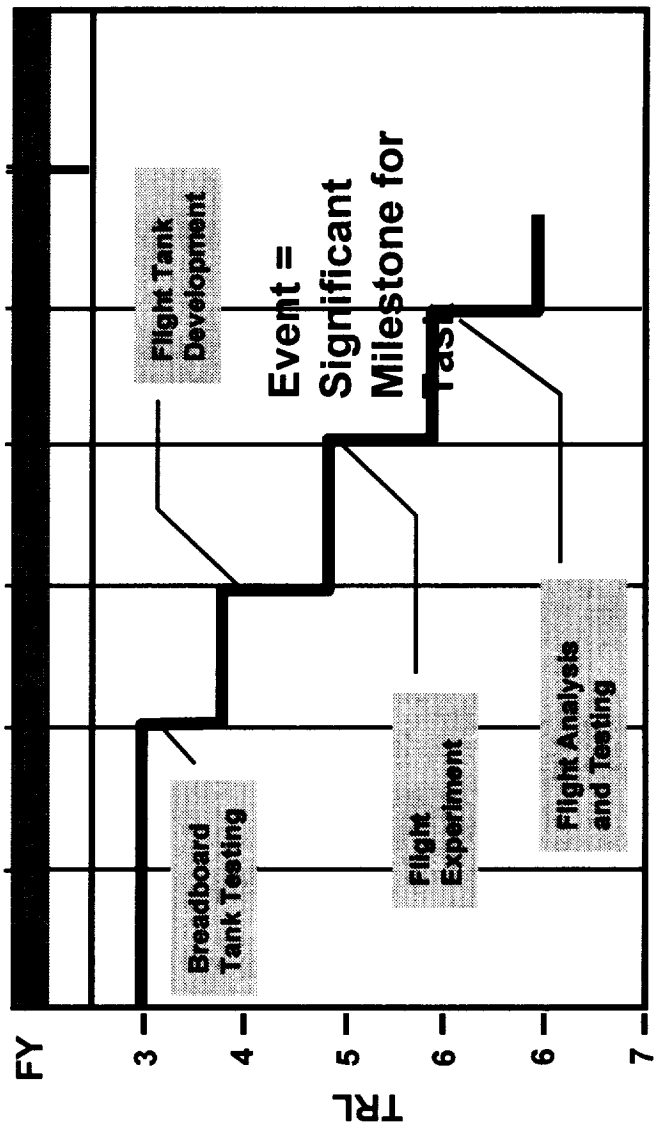 FY
3
4
5
6
6
7
TRL
Breadboard
Tank Testing
Flight Tank
Development
Event =
Significant
Milestone for
Flight
Experiment
Flight Analysis
and Testing